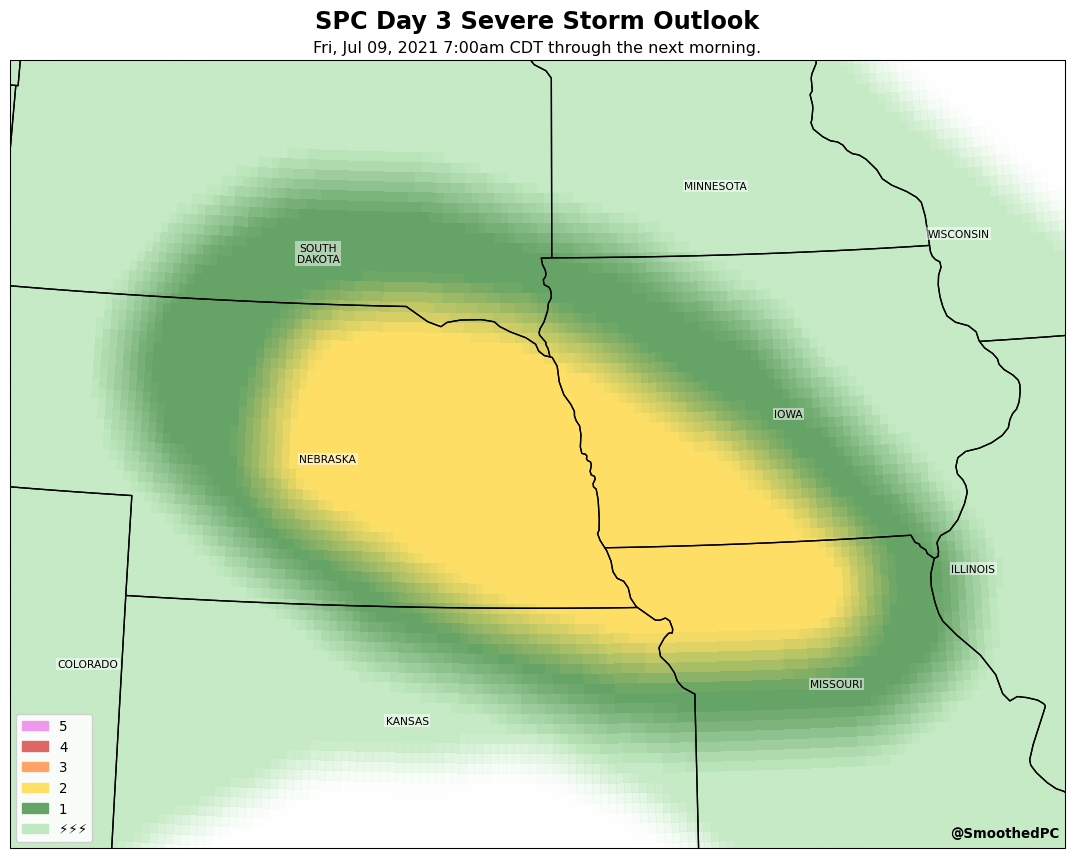 SPC Day 3 Severe Storm Outlook
Fri, Jul 09, 2021 7:00am CDT through the next morning.
MINNESOTA
WISCONSIN
SOUTH
DAKOTA
IOWA
NEBRASKA
ILLINOIS
COLORADO
MISSOURI
KANSAS
5
4
3
2
1
⚡⚡⚡
@SmoothedPC